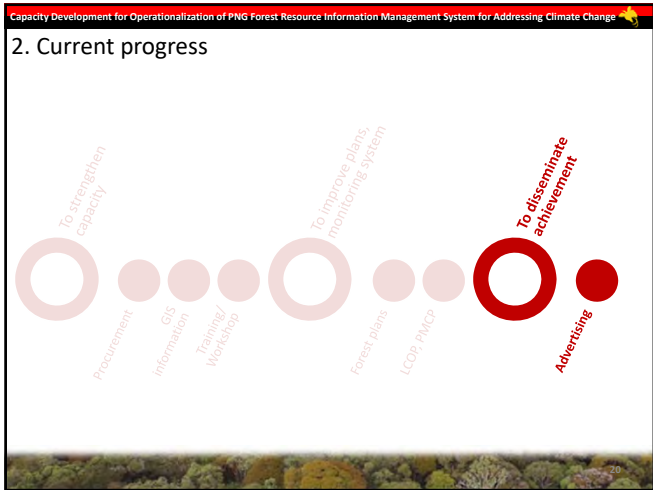 Capacity Development for Operationalization of PNG Forest Resource Information Management System for Addressing Climate Change
2. Current progress
To strengthen
capacity
Procurement
GIS
Information
Training/
Workshop
To improve plans,
monitoring system
Forest plans
LCOP, PMCP
To disseminate
achievement
Advertising
20